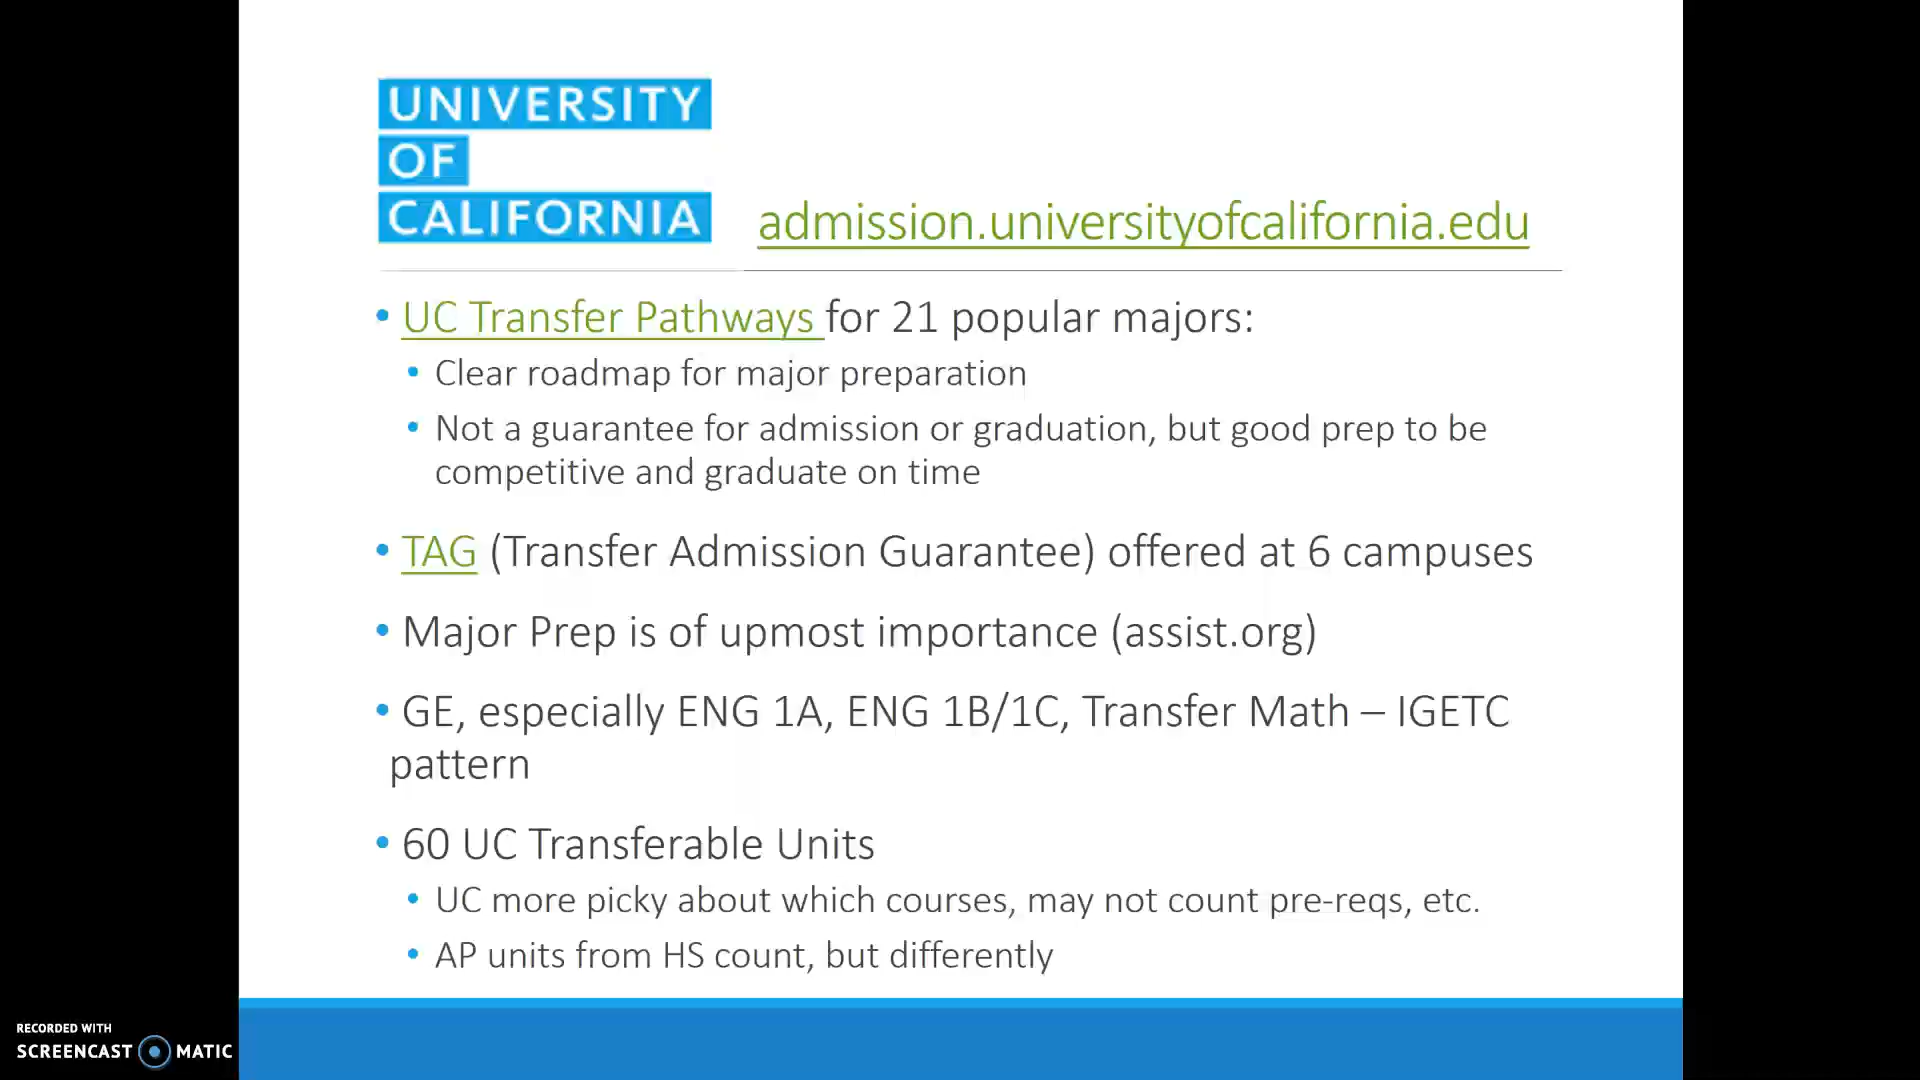 UNIVERSITY
OF
CALIFORNIA
admission.universityofcalifornia.edu
• UC Transfer Pathways for 21 popular majors:
• Clear roadmap for major preparation
• Not a guarantee for admission or graduation, but good prep to be
competitive and graduate on time
• TAG (Transfer Admission Guarantee) offered at 6 campuses
• Major Prep is of upmost importance (assist.org)
• GE, especially ENG 1A, ENG 1B/1C, Transfer Math – IGETC
pattern
• 60 UC Transferable Units
• UC more picky about which courses, may not count pre-reqs, etc.
• AP units from HS count, but differently
RECORDED WITH
SCREENCAST MATIC